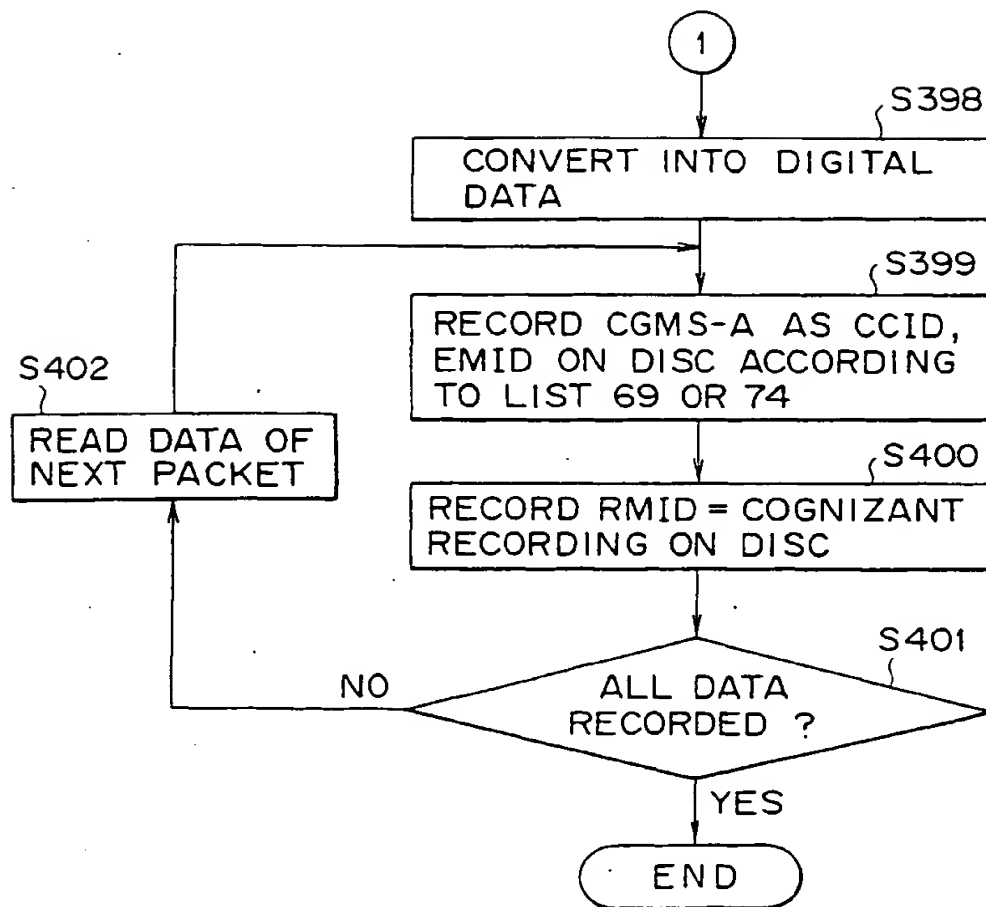 1
S398
CONVERT INTO DIGITAL
DATA
S399
RECORD CGMS-A AS CCID,
EMID ON DISC ACCORDING
TO LIST 69 OR 74
S402
READ DATA OF
NEXT PACKET
S400
RECORD RMID = COGNIZANT
RECORDING ON DISC
S401
NO
ALL DATA
RECORDED ?
YES
END